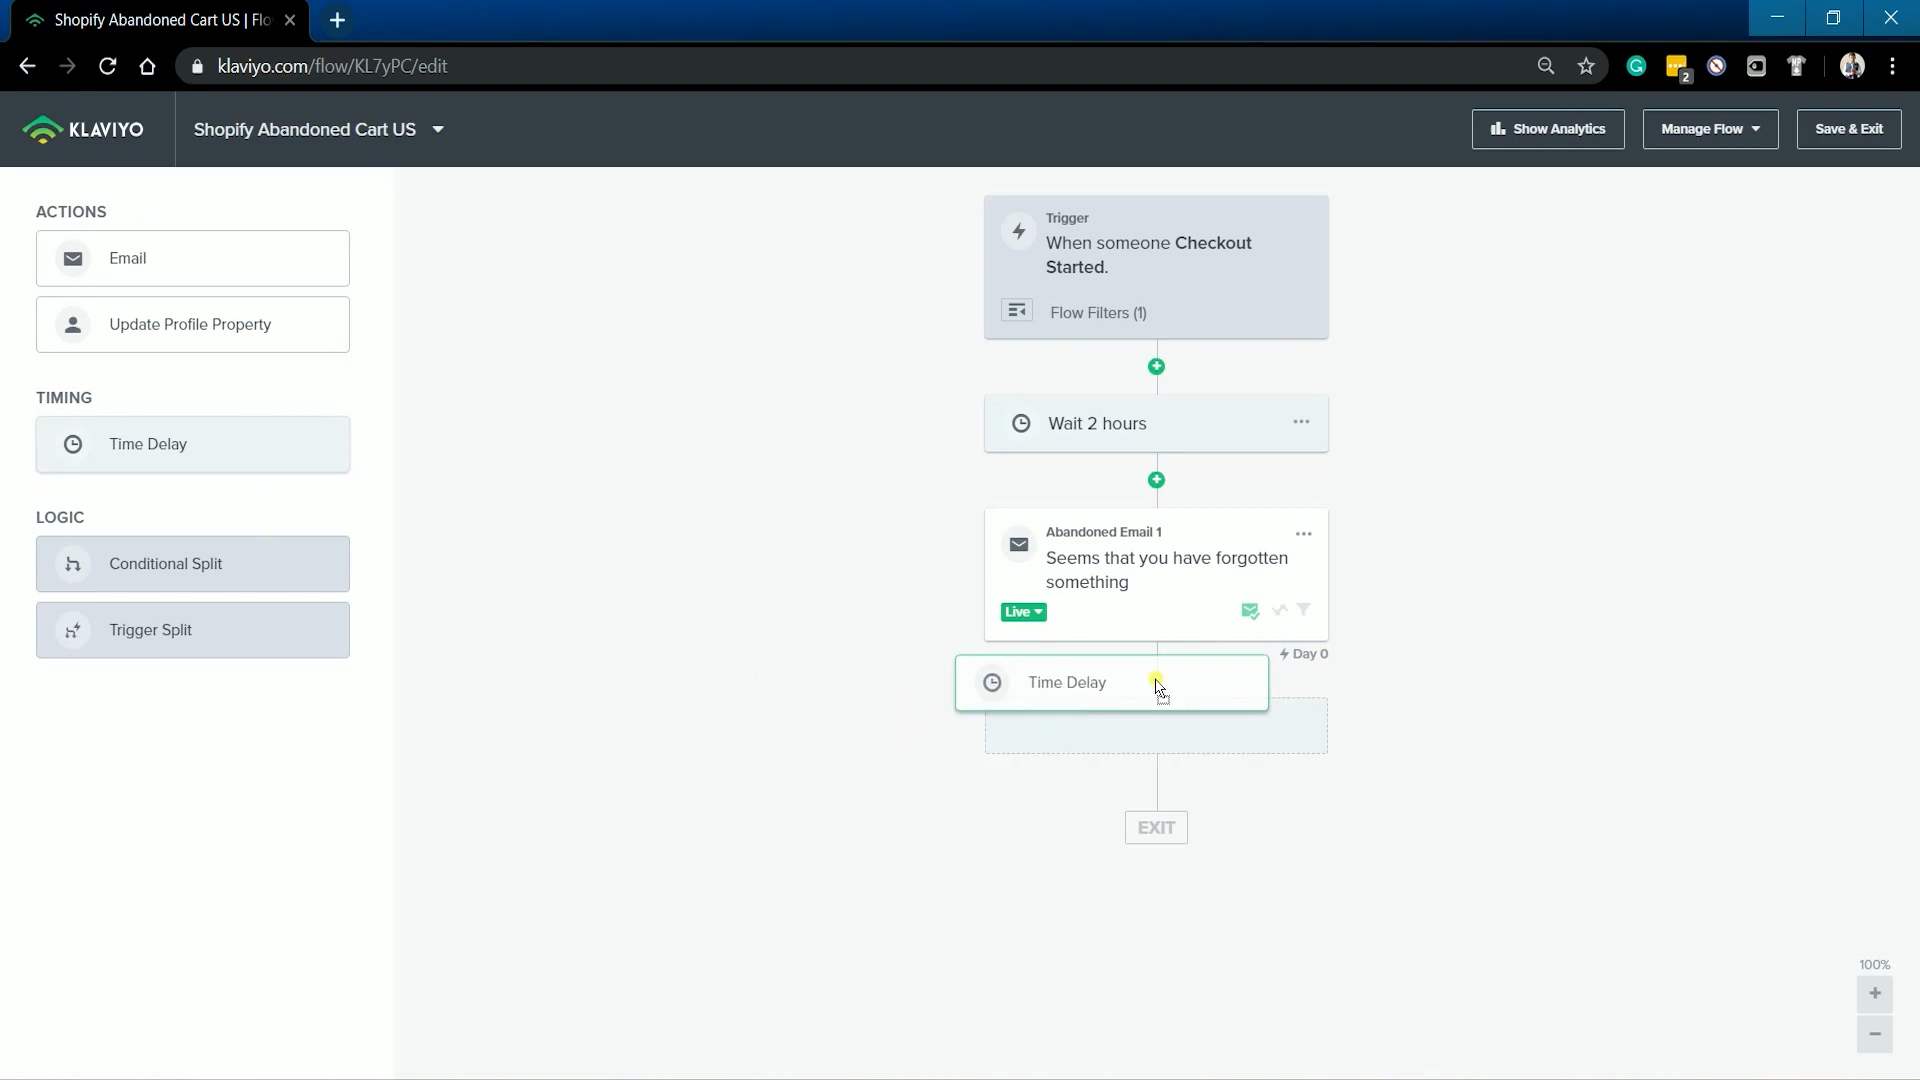 Shopify Abandoned Cart US | Flo
klaviyo.com/flow/KL7yPC/edit
2
KLAVIYO
Shopify Abandoned Cart US
Show Analytics
Manage Flow
Save & Exit
ACTIONS
Email
Update Profile Property
TIMING
Time Delay
LOGIC
Conditional Split
Trigger Split
Trigger
When someone Checkout
Started.
Flow Filters (1)
Wait 2 hours
Abandoned Email 1
Seems that you have forgotten
something
Live
Day 0
Time Delay
EXIT
100%